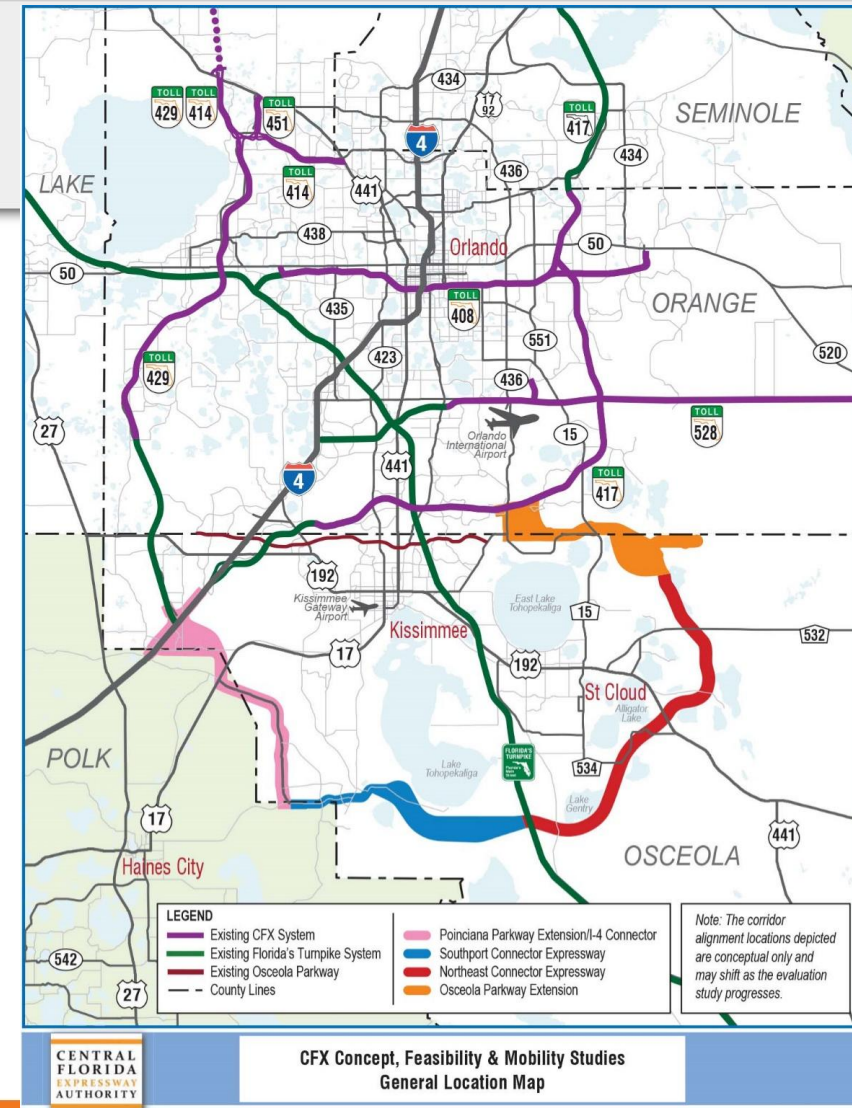 434
17
92
TOLL
429
TOLL
414
TOLL
451
4
TOLL
417
SEMINOLE
434
436
LAKE
TOLL
414
441
438
Orlando
50
50
TOLL
408
ORANGE
435
551
520
423
TOLL
429
436
27
Orlando
International
Airport
15
TOLL
528
441
4
TOLL
417
192
Kissimmee
Gateway
Airport
East Lake
Tohopekaliga
15
Kissimmee
532
17
192
St Cloud
Alligator
Lake
POLK
FLORIDA'S
TURNPIKE
Lake
Tohopekaliga
534
17
Lake
Gentry
441
Haines City
OSCEOLA
542
27
LEGEND
Existing CFX System
Existing Florida's Turnpike System
Existing Osceola Parkway
County Lines
Poinciana Parkway Extension/I-4 Connector
Southport Connector Expressway
Northeast Connector Expressway
Osceola Parkway Extension
Note: The corridor
alignment locations depicted
are conceptual only and
may shift as the evaluation
study progresses.
CENTRAL
FLORIDA
EXPRESSWAY
AUTHORITY
CFX Concept, Feasibility & Mobility Studies
General Location Map